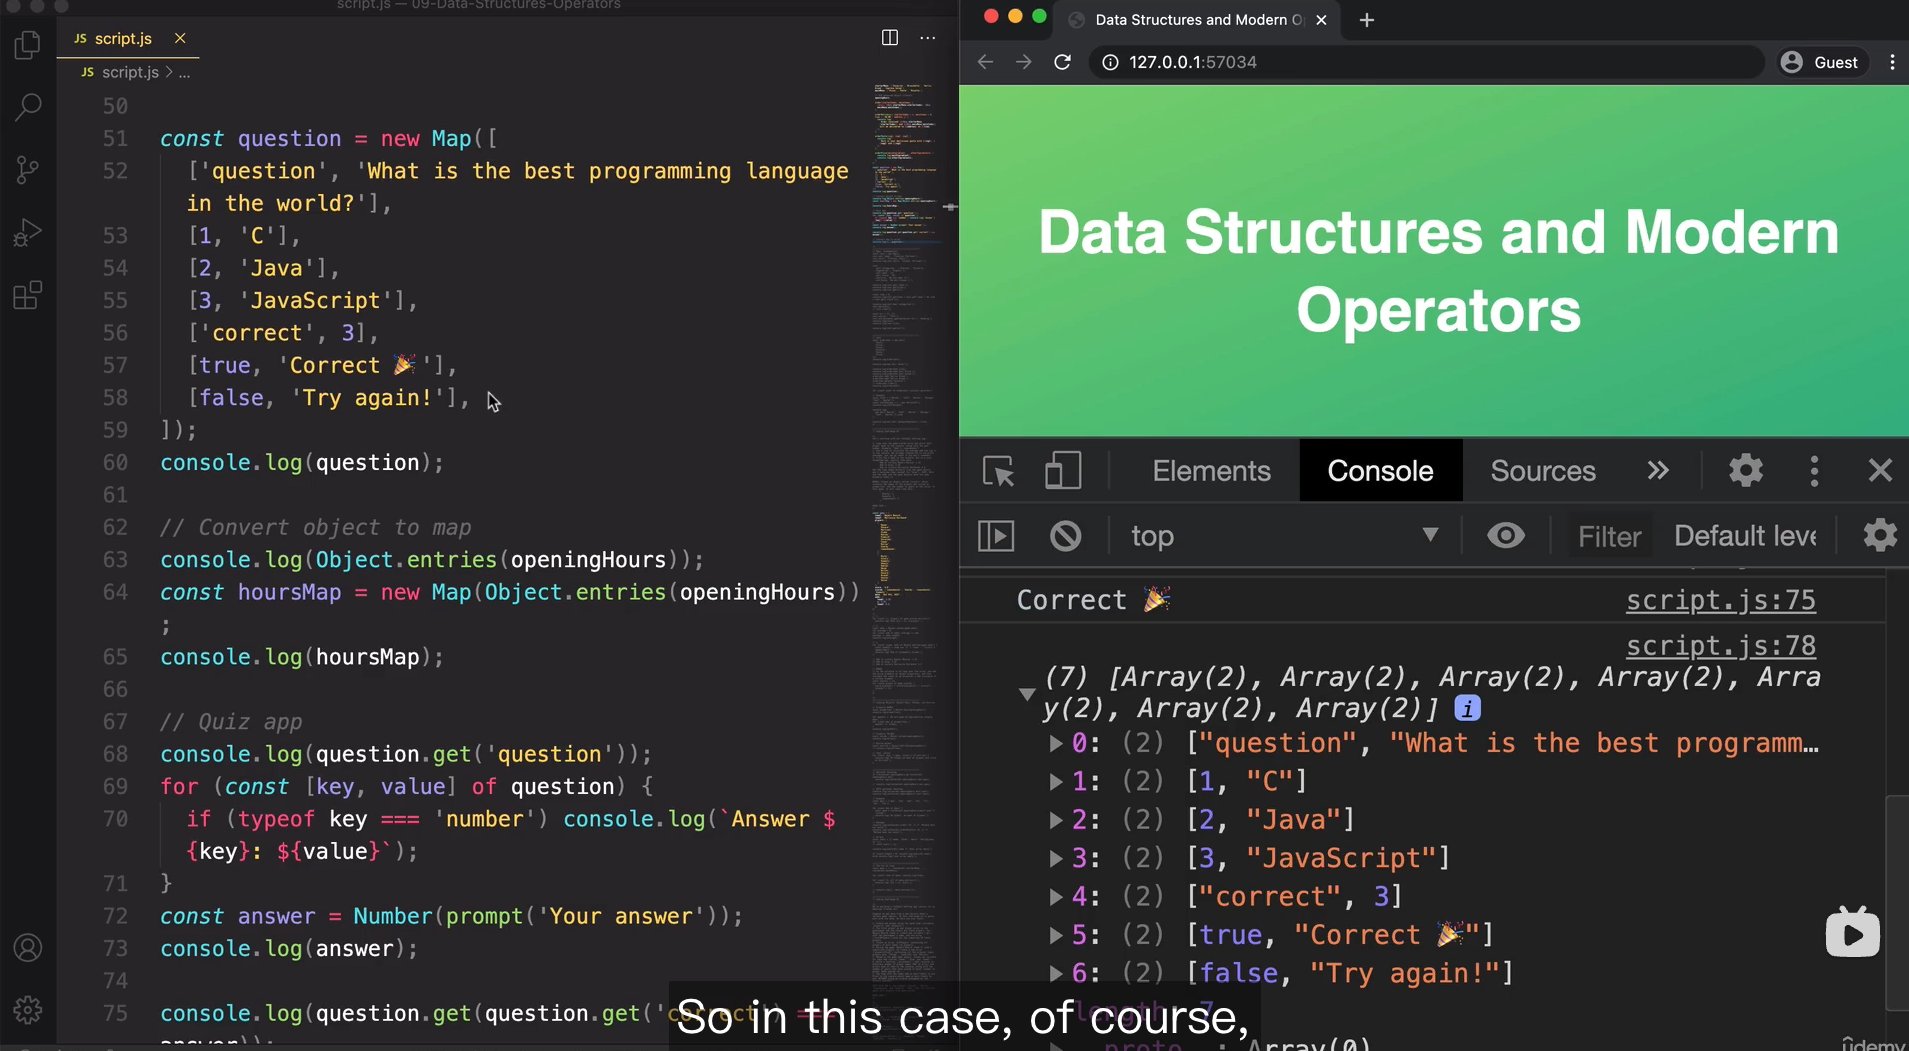 script.js — 09-Data-Structures-Operators
JS script.js ×
JS script.js > ...
50
51 const question = new Map([
52 ['question', 'What is the best programming language
in the world?'],
53 [1, 'C'],
54 [2, 'Java'],
55 [3, 'JavaScript'],
56 ['correct', 3],
57 [true, 'Correct 🎉'],
58 [false, 'Try again!'],
59 ]);
60 console.log(question);
61
62 // Convert object to map
63 console.log(Object.entries(openingHours));
64 const hoursMap = new Map(Object.entries(openingHours))
;
65 console.log(hoursMap);
66
67 // Quiz app
68 console.log(question.get('question'));
69 for (const [key, value] of question) {
70 if (typeof key === 'number') console.log(`Answer $
{key}: ${value}`);
71 }
72 const answer = Number(prompt('Your answer'));
73 console.log(answer);
74
75 console.log(question.get(question.get('correct') ===
answer));
Data Structures and Modern O
127.0.0.1:57034
Guest
Data Structures and Modern
Operators
Elements Console Sources »
top Filter Default leve
Correct 🎉 script.js:75
script.js:78
(7) [Array(2), Array(2), Array(2), Array(2), Arra
y(2), Array(2), Array(2)] i
0: (2) ["question", "What is the best programm…
1: (2) [1, "C"]
2: (2) [2, "Java"]
3: (2) [3, "JavaScript"]
4: (2) ["correct", 3]
5: (2) [true, "Correct 🎉"]
6: (2) [false, "Try again!"]
length: 7
proto : Array(0)
So in this case, of course,
ûdemy